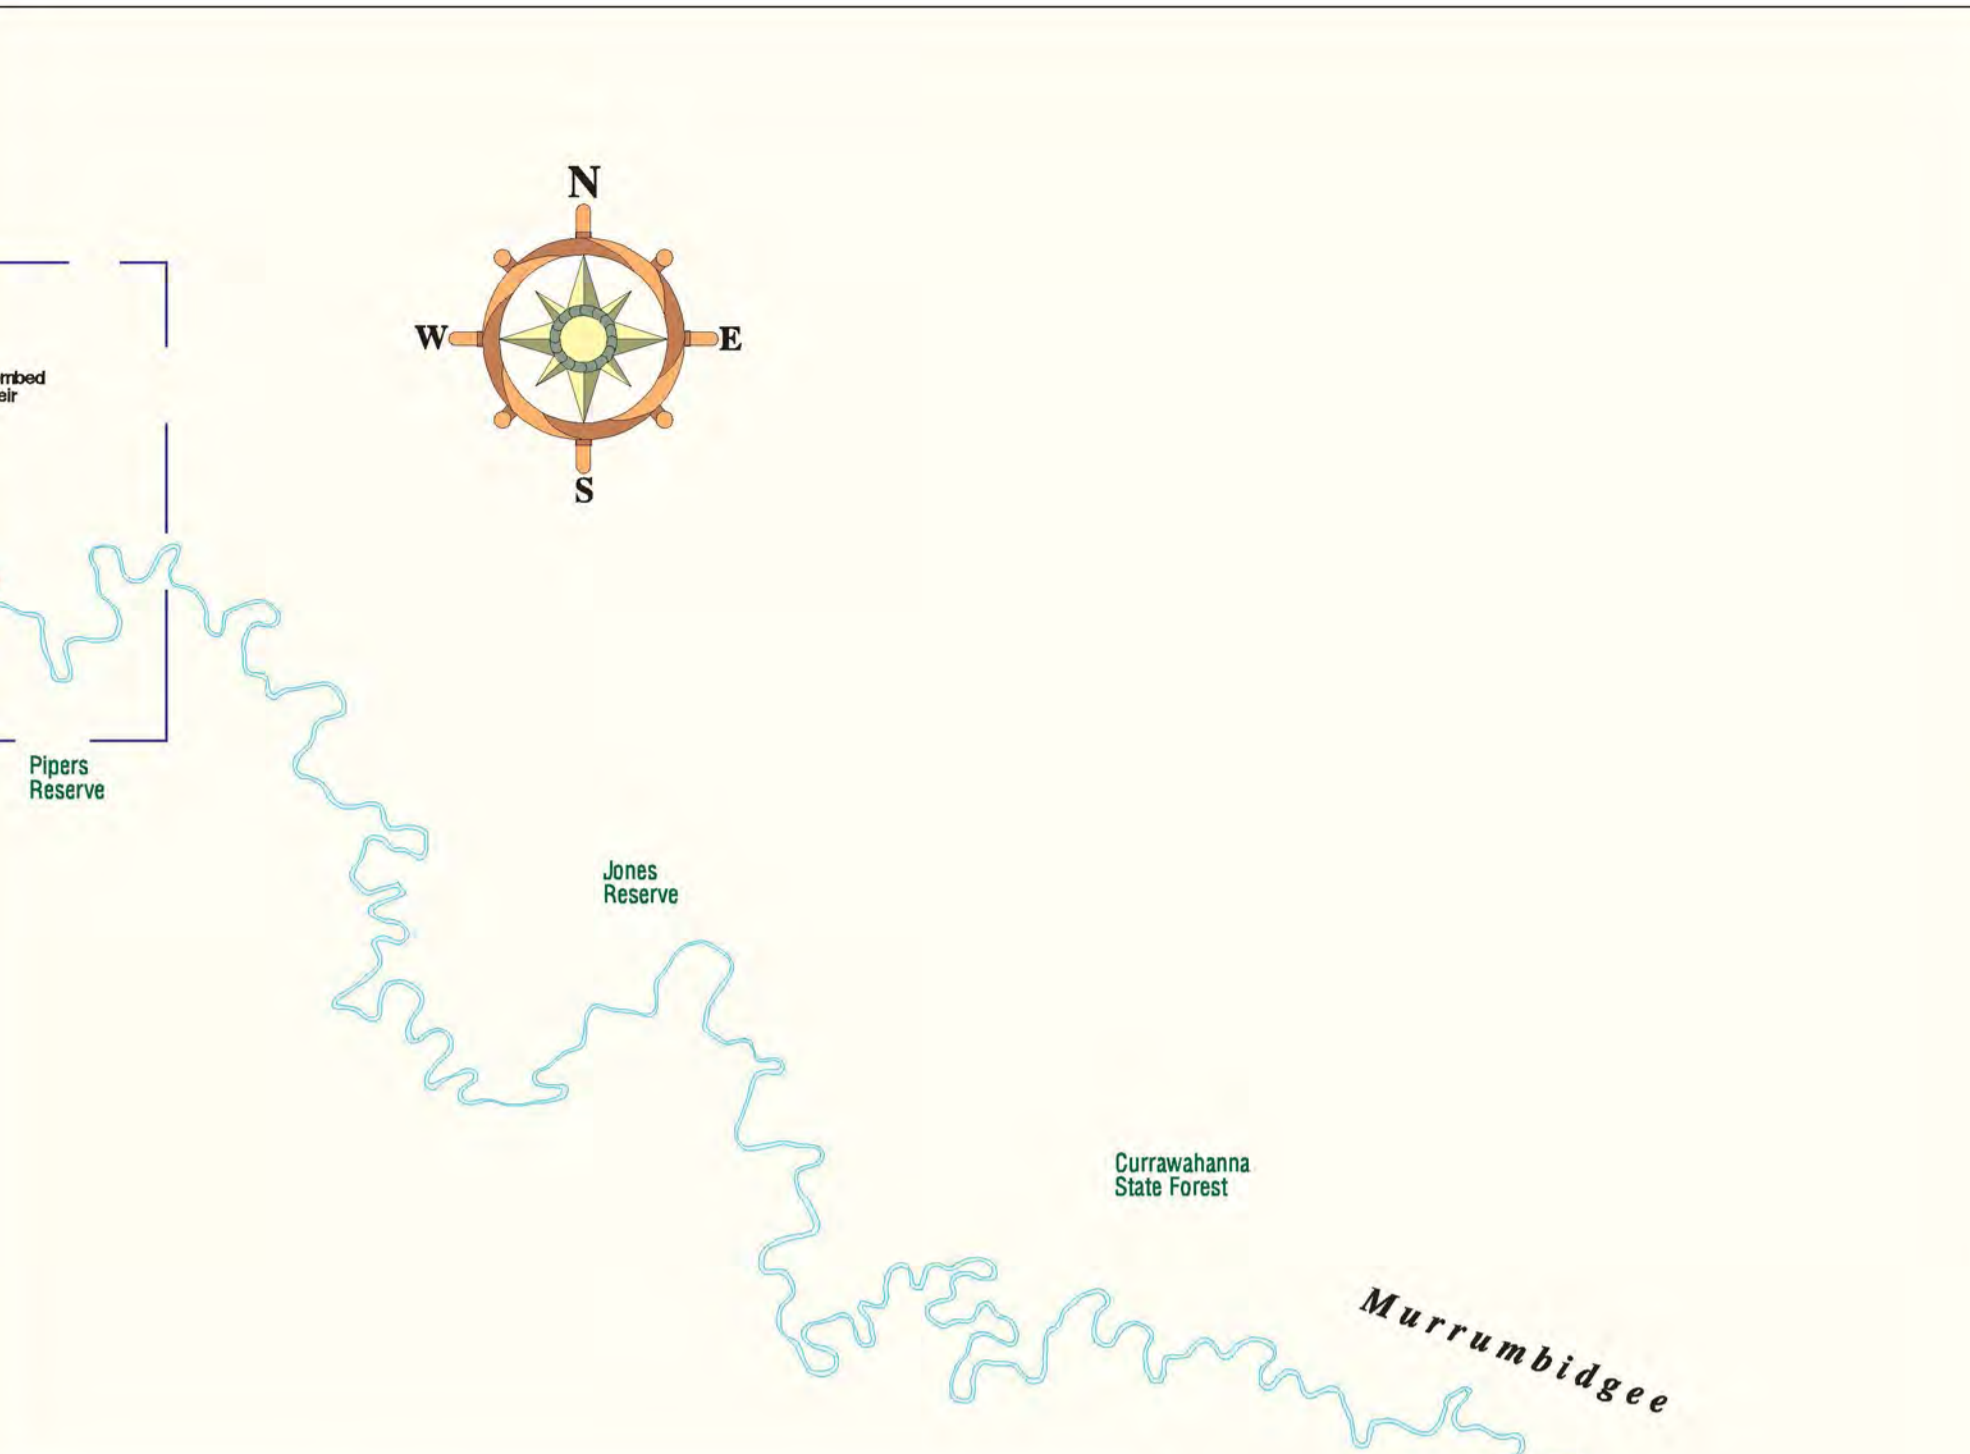 N
W
E
S
Pipers
Reserve
Jones
Reserve
Currawahanna
State Forest
Murrumbidgee